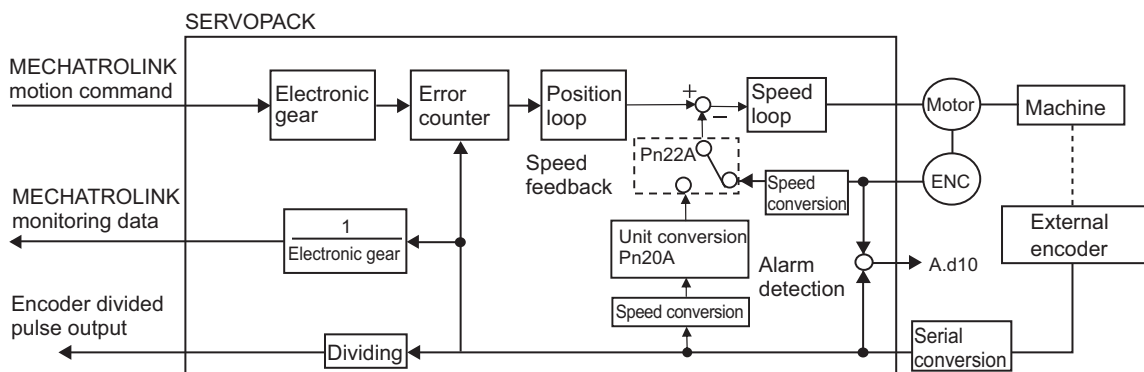 SERVOPACK
MECHATROLINK
motion command
Electronic
gear
Error
counter
Position
loop
+
−
Speed
loop
Motor
Machine
Pn22A
Speed
feedback
Speed
conversion
ENC
MECHATROLINK
monitoring data
1
Electronic gear
Unit conversion
Pn20A
Alarm
detection
A.d10
External
encoder
Speed conversion
Encoder divided
pulse output
Dividing
Serial
conversion